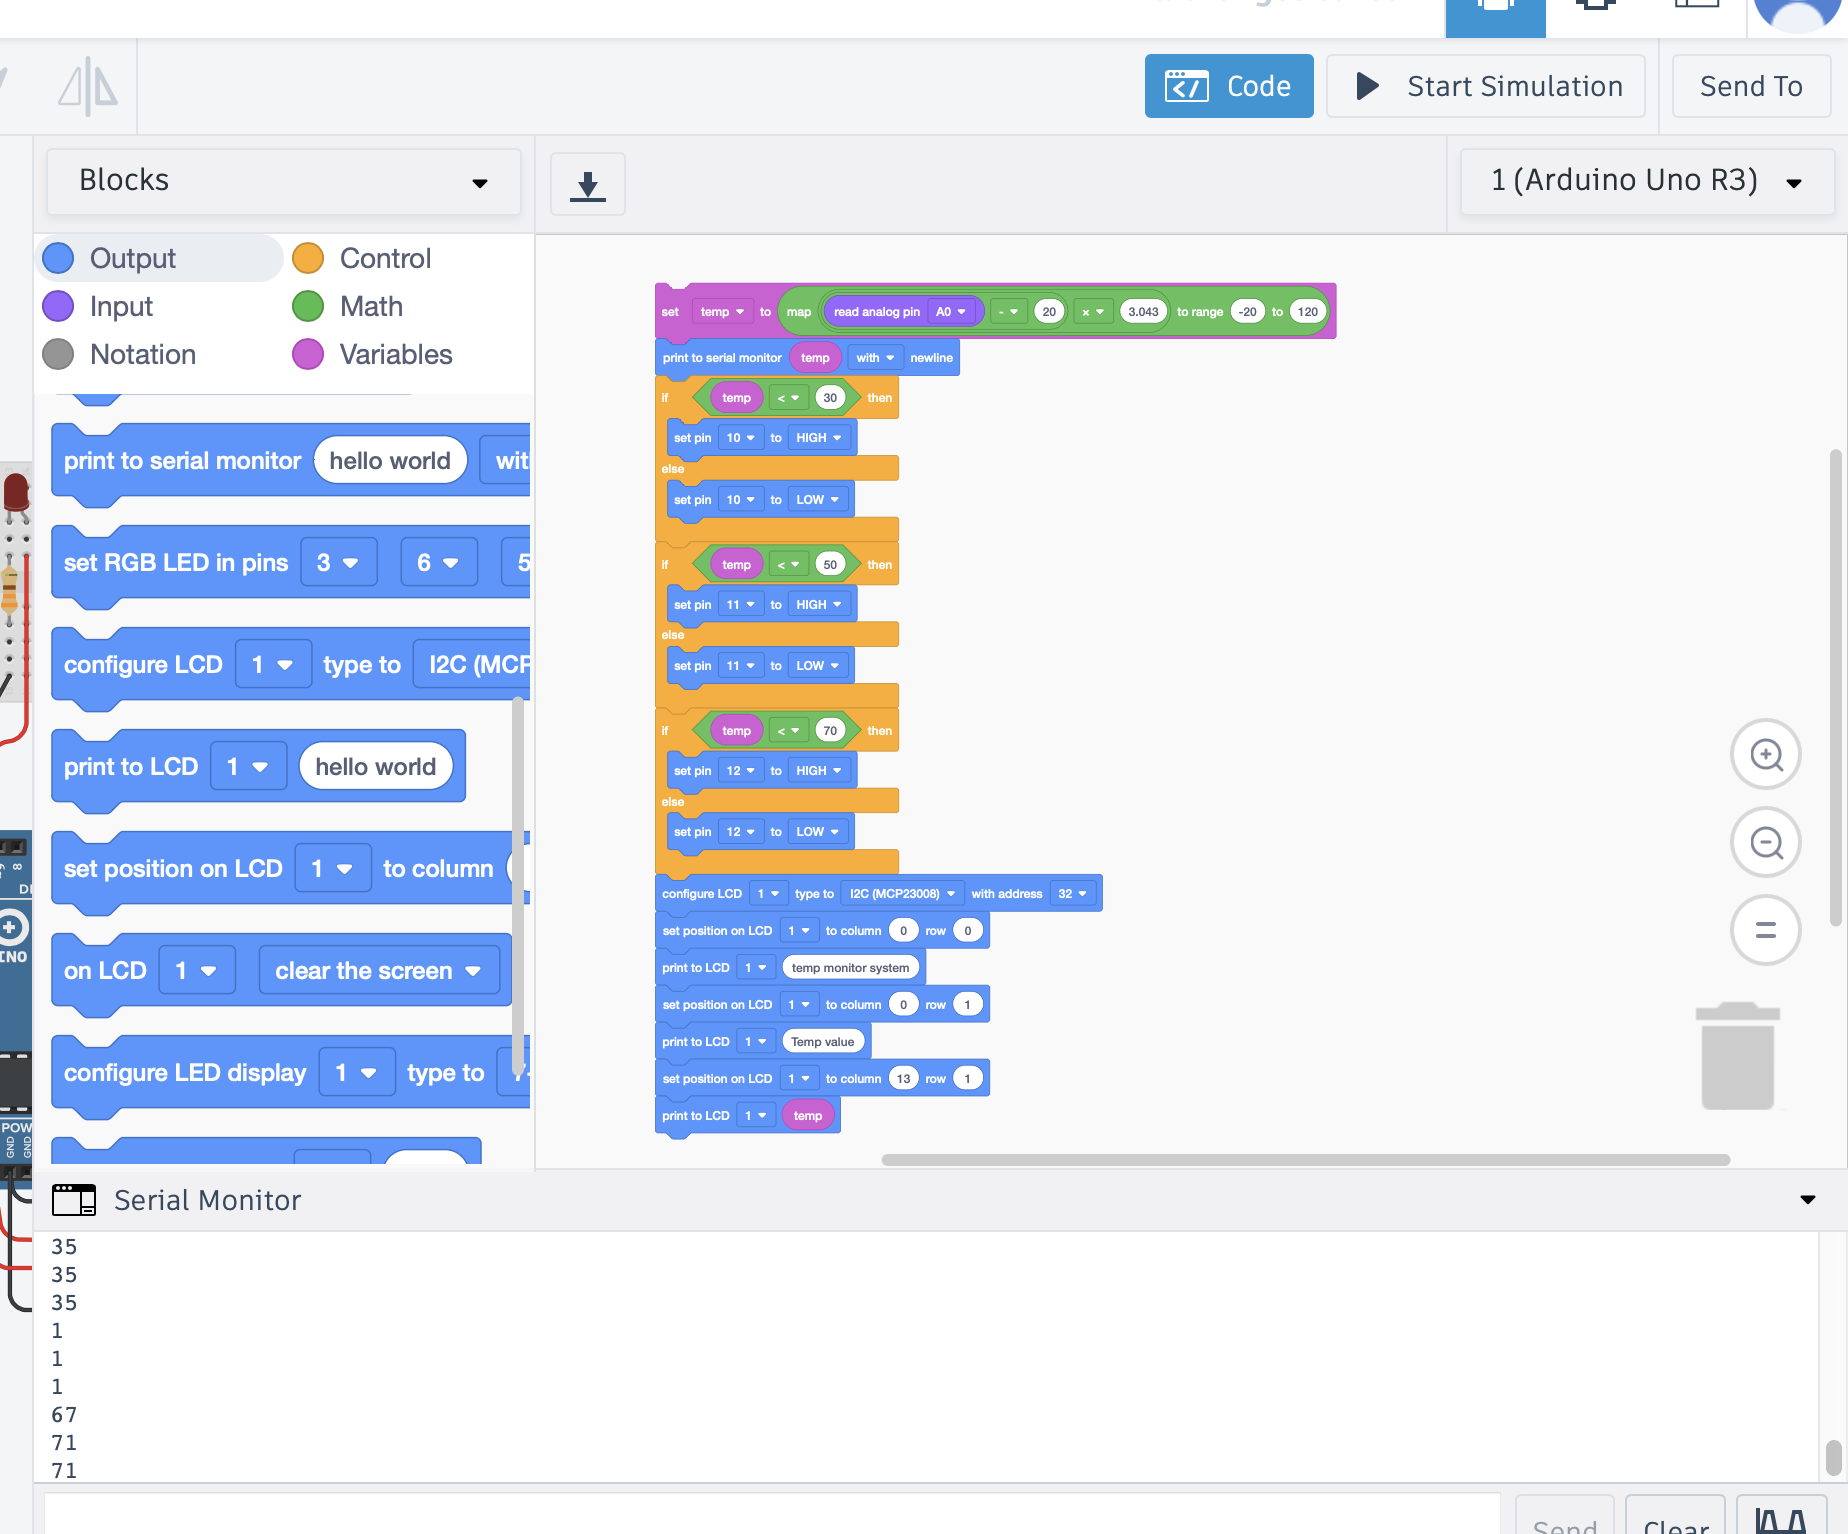 Code
Start Simulation
Send To
Blocks
1 (Arduino Uno R3)
Output
Control
Input
Math
Notation
Variables
print to serial monitor hello world wit
set RGB LED in pins 3 6 5
configure LCD 1 type to I2C (MCP
print to LCD 1 hello world
set position on LCD 1 to column
on LCD 1 clear the screen
configure LED display 1 type to 7-
set temp to map read analog pin A0 - 20 × 3.043 to range -20 to 120
print to serial monitor temp with newline
if temp < 30 then
set pin 10 to HIGH
else
set pin 10 to LOW
if temp < 50 then
set pin 11 to HIGH
else
set pin 11 to LOW
if temp < 70 then
set pin 12 to HIGH
else
set pin 12 to LOW
configure LCD 1 type to I2C (MCP23008) with address 32
set position on LCD 1 to column 0 row 0
print to LCD 1 temp monitor system
set position on LCD 1 to column 0 row 1
print to LCD 1 Temp value
set position on LCD 1 to column 13 row 1
print to LCD 1 temp
8
INO
POW
GND
GND
Serial Monitor
35
35
35
1
1
1
67
71
71
Send
Clear